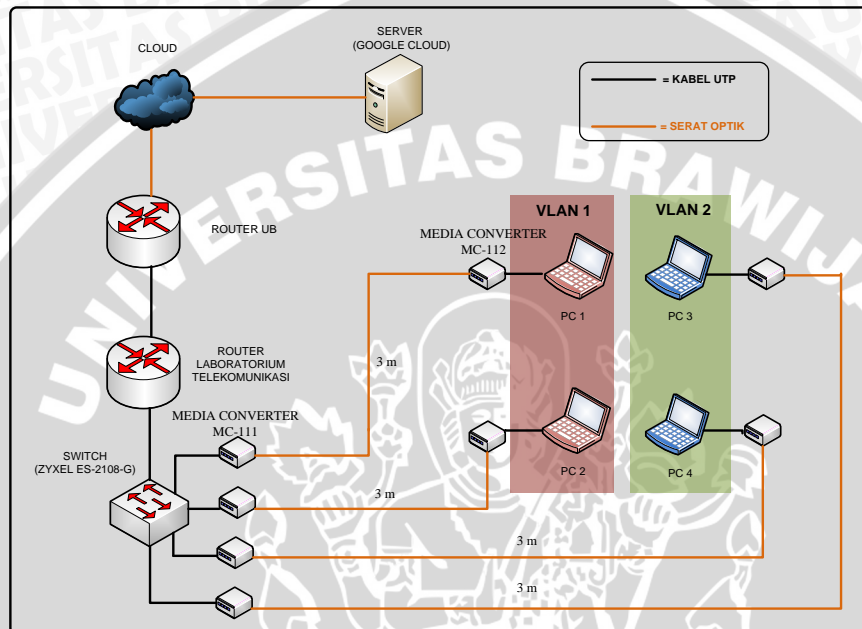 SERVER
(GOOGLE CLOUD)
CLOUD
= KABEL UTP
= SERAT OPTIK
UNIVERSITAS BRAWIJA
ROUTER UB
VLAN 1
VLAN 2
MEDIA CONVERTER
MC-112
PC 1
PC 3
ROUTER
LABORATORIUM
TELEKOMUNIKASI
3 m
MEDIA CONVERTER
MC-111
SWITCH
(ZYXEL ES-2108-G)
PC 2
PC 4
3 m
3 m
3 m